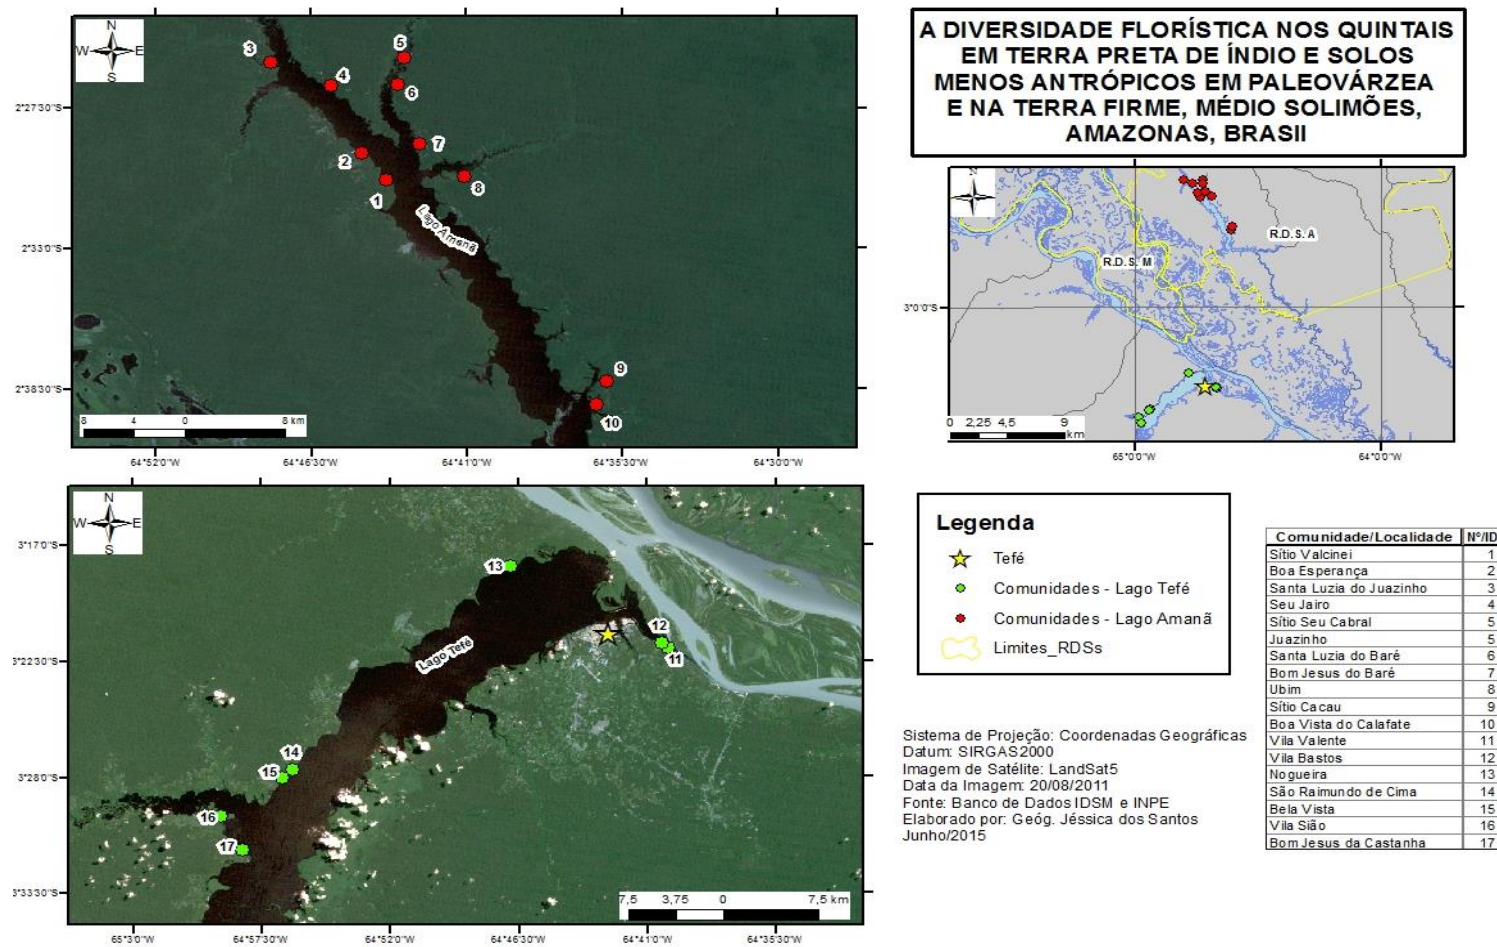 A DIVERSIDADE FLORÍSTICA NOS QUINTAIS
EM TERRA PRETA DE ÍNDIO E SOLOS
MENOS ANTRÓPICOS EM PALEOVÁRZEA
E NA TERRA FIRME, MÉDIO SOLIMÕES,
AMAZONAS, BRASIl
N
W E
S
3
4
5
6
7
2
8
1
Lago Amanã
9
10
2°27'30"S
2°33'0"S
2°38'30"S
8 4 0 8 km
64°52'0"W 64°46'30"W 64°41'0"W 64°35'30"W 64°30'0"W
N
R.D.S. A
R.D.S. M
3°0'0"S
0 2,25 4,5 9
km
65°0'0"W 64°0'0"W
N
W E
S
13
12
11
Lago Tefé
14
15
16
17
3°17'0"S
3°22'30"S
3°28'0"S
3°33'30"S
7,5 3,75 0 7,5 km
65°3'0"W 64°57'30"W 64°52'0"W 64°46'30"W 64°41'0"W 64°35'30"W
Legenda
Tefé
Comunidades - Lago Tefé
Comunidades - Lago Amanã
Limites_RDSs
Sistema de Projeção: Coordenadas Geográficas
Datum: SIRGAS2000
Imagem de Satélite: LandSat5
Data da Imagem: 20/08/2011
Fonte: Banco de Dados IDSM e INPE
Elaborado por: Geóg. Jéssica dos Santos
Junho/2015
Comunidade/Localidade Nº/ID
Sítio Valcinei 1
Boa Esperança 2
Santa Luzia do Juazinho 3
Seu Jairo 4
Sítio Seu Cabral 5
Juazinho 5
Santa Luzia do Baré 6
Bom Jesus do Baré 7
Ubim 8
Sítio Cacau 9
Boa Vista do Calafate 10
Vila Valente 11
Vila Bastos 12
Nogueira 13
São Raimundo de Cima 14
Bela Vista 15
Vila Sião 16
Bom Jesus da Castanha 17